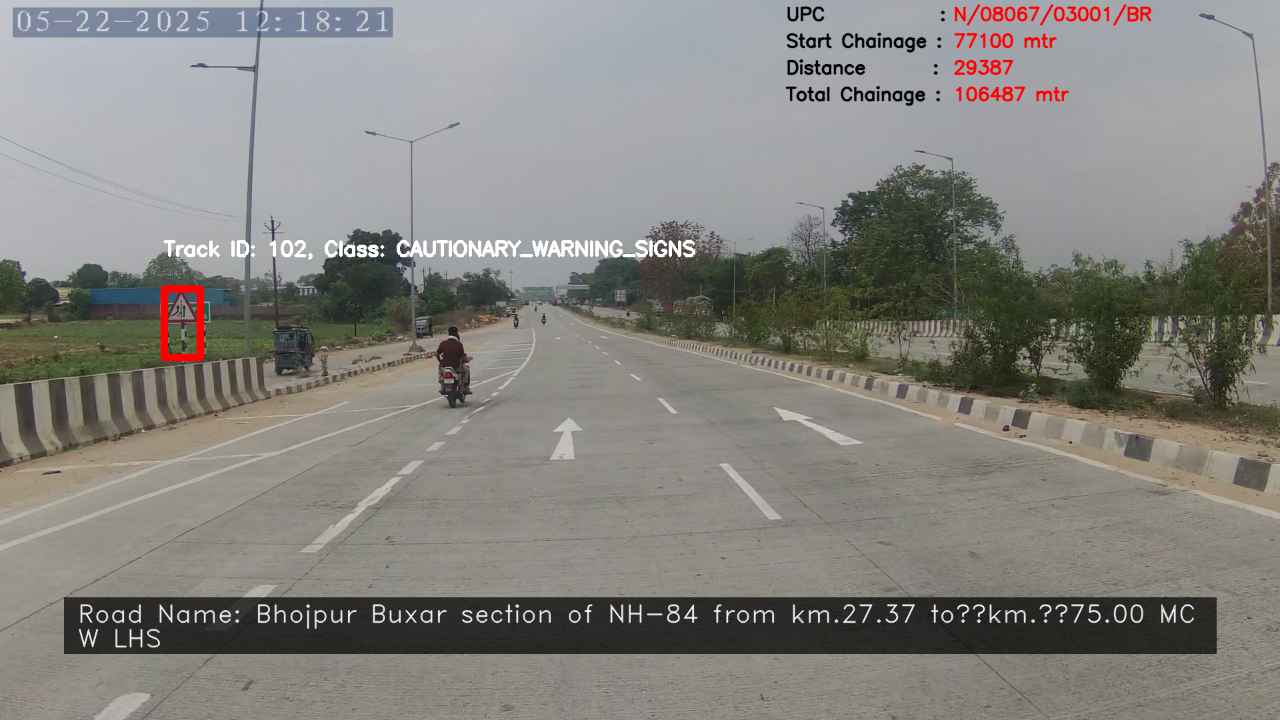 05-22-2025 12:18:21
UPC : N/08067/03001/BR
Start Chainage : 77100 mtr
Distance : 29387
Total Chainage : 106487 mtr
Track ID: 102, Class: CAUTIONARY_WARNING_SIGNS
Road Name: Bhojpur Buxar section of NH-84 from km.27.37 to??km.??75.00 MC
W LHS